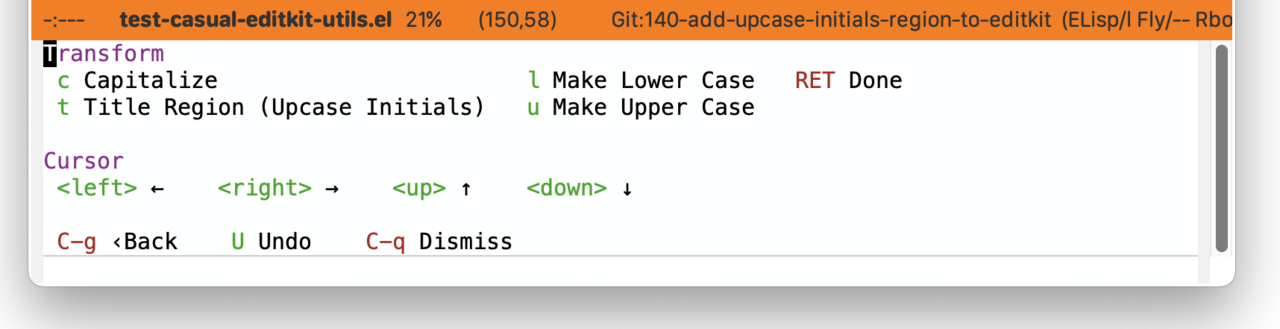 -:--- test-casual-editkit-utils.el 21% (150,58) Git:140-add-upcase-initials-region-to-editkit (ELisp/l Fly/-- Rbo
Transform
c Capitalize l Make Lower Case RET Done
t Title Region (Upcase Initials) u Make Upper Case
Cursor
<left> ← <right> → <up> ↑ <down> ↓
C-g ‹Back U Undo C-q Dismiss